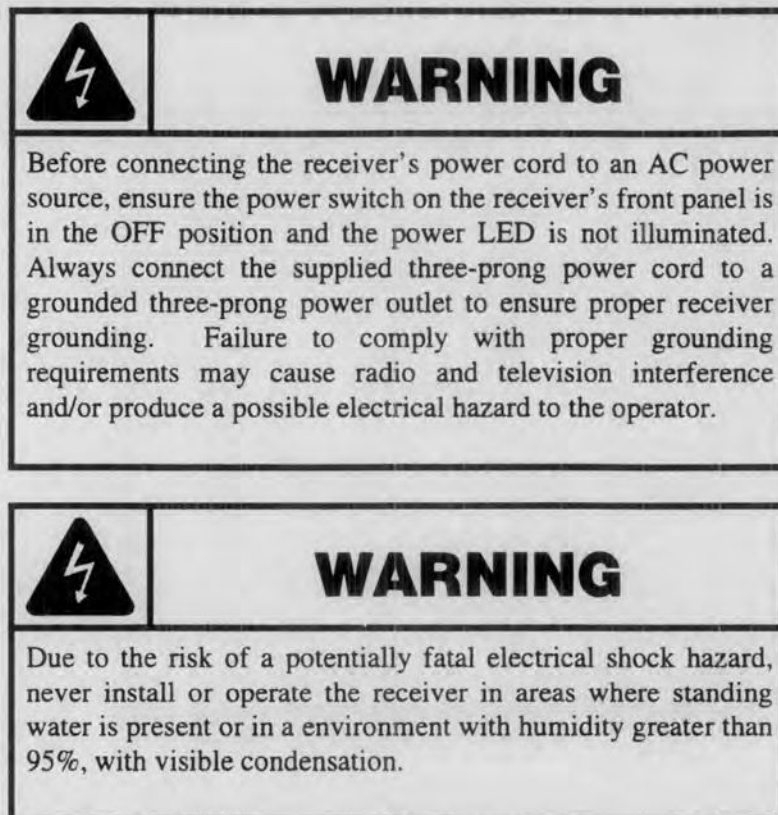 WARNING
Before connecting the receiver's power cord to an AC power
source, ensure the power switch on the receiver's front panel is
in the OFF position and the power LED is not illuminated.
Always connect the supplied three-prong power cord to a
grounded three-prong power outlet to ensure proper receiver
grounding. Failure to comply with proper grounding
requirements may cause radio and television interference
and/or produce a possible electrical hazard to the operator.
WARNING
Due to the risk of a potentially fatal electrical shock hazard,
never install or operate the receiver in areas where standing
water is present or in a environment with humidity greater than
95%, with visible condensation.